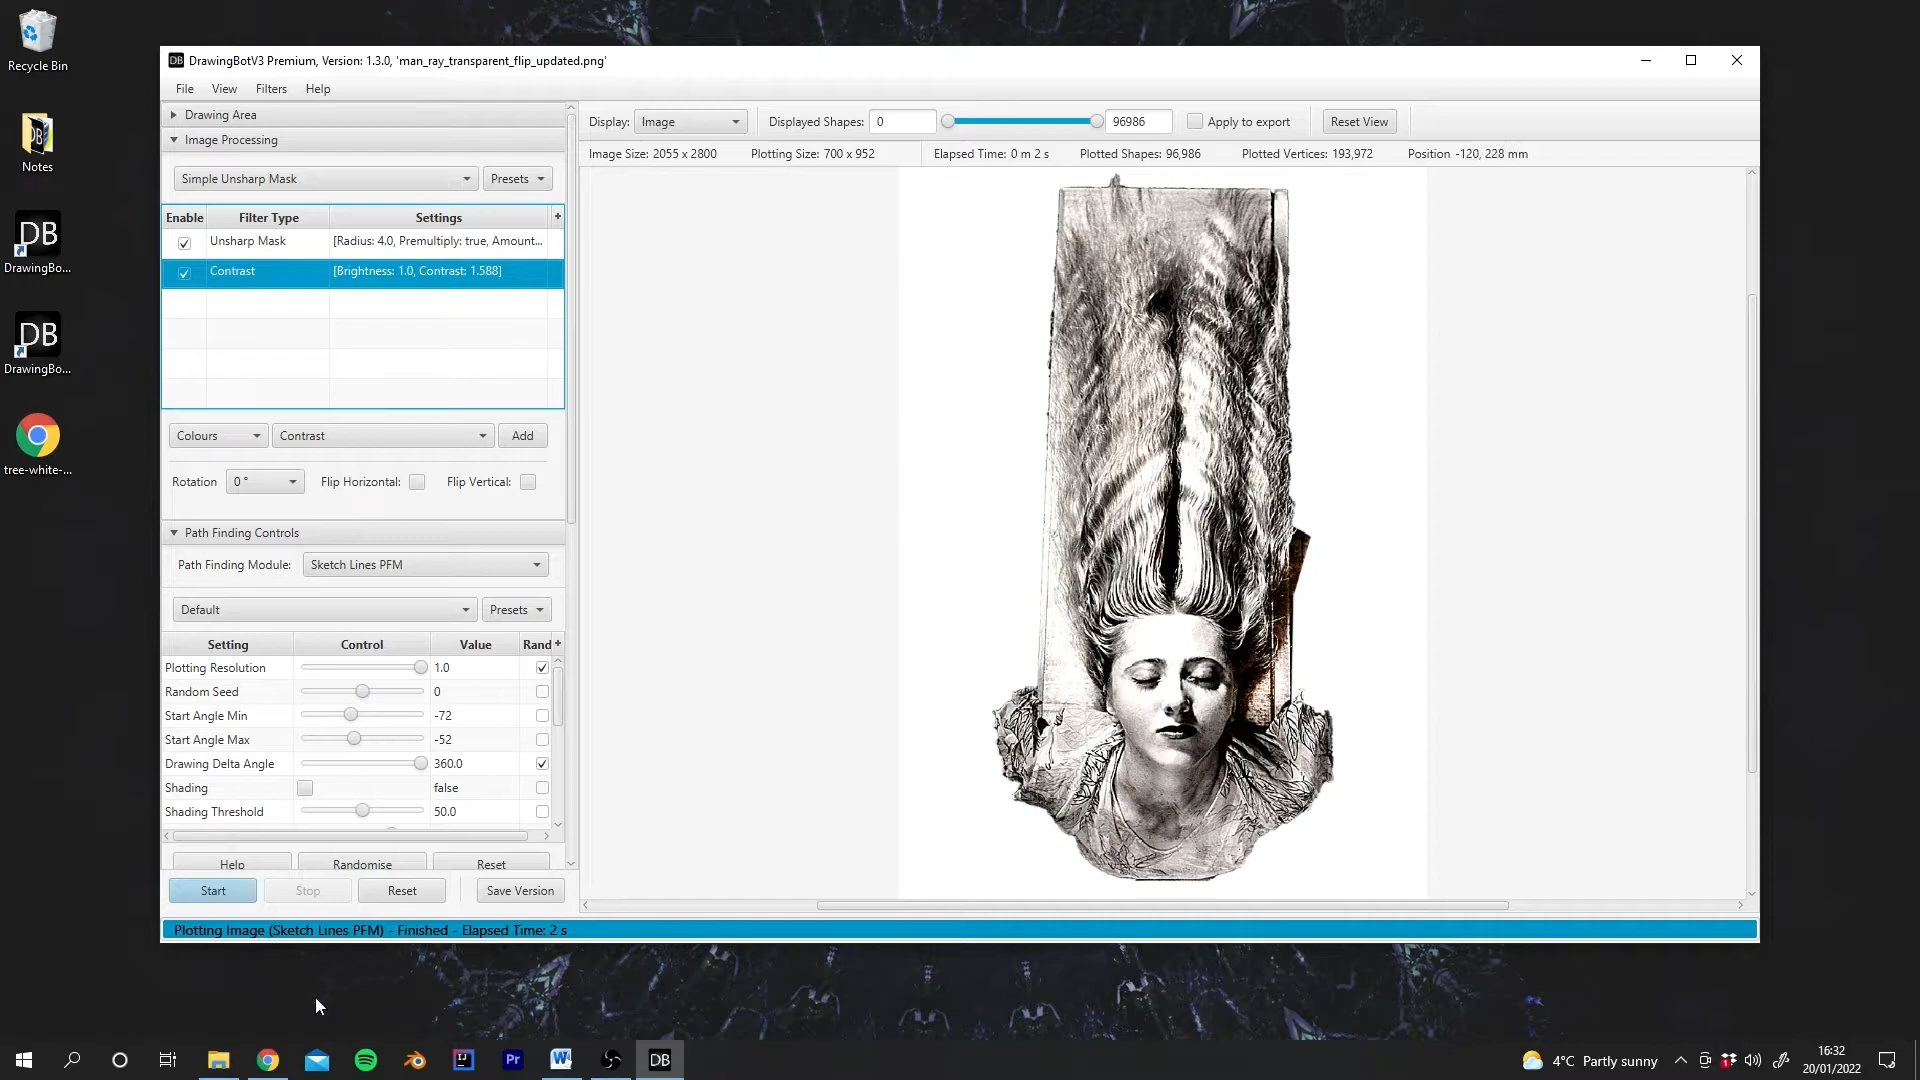 Recycle Bin
Notes
DrawingBo...
DrawingBo...
tree-white-...
DB DrawingBotV3 Premium, Version: 1.3.0, 'man_ray_transparent_flip_updated.png'
File View Filters Help
Drawing Area
Image Processing
Simple Unsharp Mask Presets
Enable Filter Type Settings +
Unsharp Mask [Radius: 4.0, Premultiply: true, Amount...
Contrast [Brightness: 1.0, Contrast: 1.588]
Colours Contrast Add
Rotation 0 ° Flip Horizontal: Flip Vertical:
Path Finding Controls
Path Finding Module: Sketch Lines PFM
Default Presets
Setting Control Value Rand +
Plotting Resolution 1.0
Random Seed 0
Start Angle Min -72
Start Angle Max -52
Drawing Delta Angle 360.0
Shading false
Shading Threshold 50.0
Help Randomise Reset
Start Stop Reset Save Version
Display: Image Displayed Shapes: 0 96986 Apply to export Reset View
Image Size: 2055 x 2800 Plotting Size: 700 x 952 Elapsed Time: 0 m 2 s Plotted Shapes: 96,986 Plotted Vertices: 193,972 Position -120, 228 mm
Plotting Image (Sketch Lines PFM) - Finished - Elapsed Time: 2 s
DB
DB
DB
IJ Pr W DB
4°C Partly sunny
16:32
20/01/2022